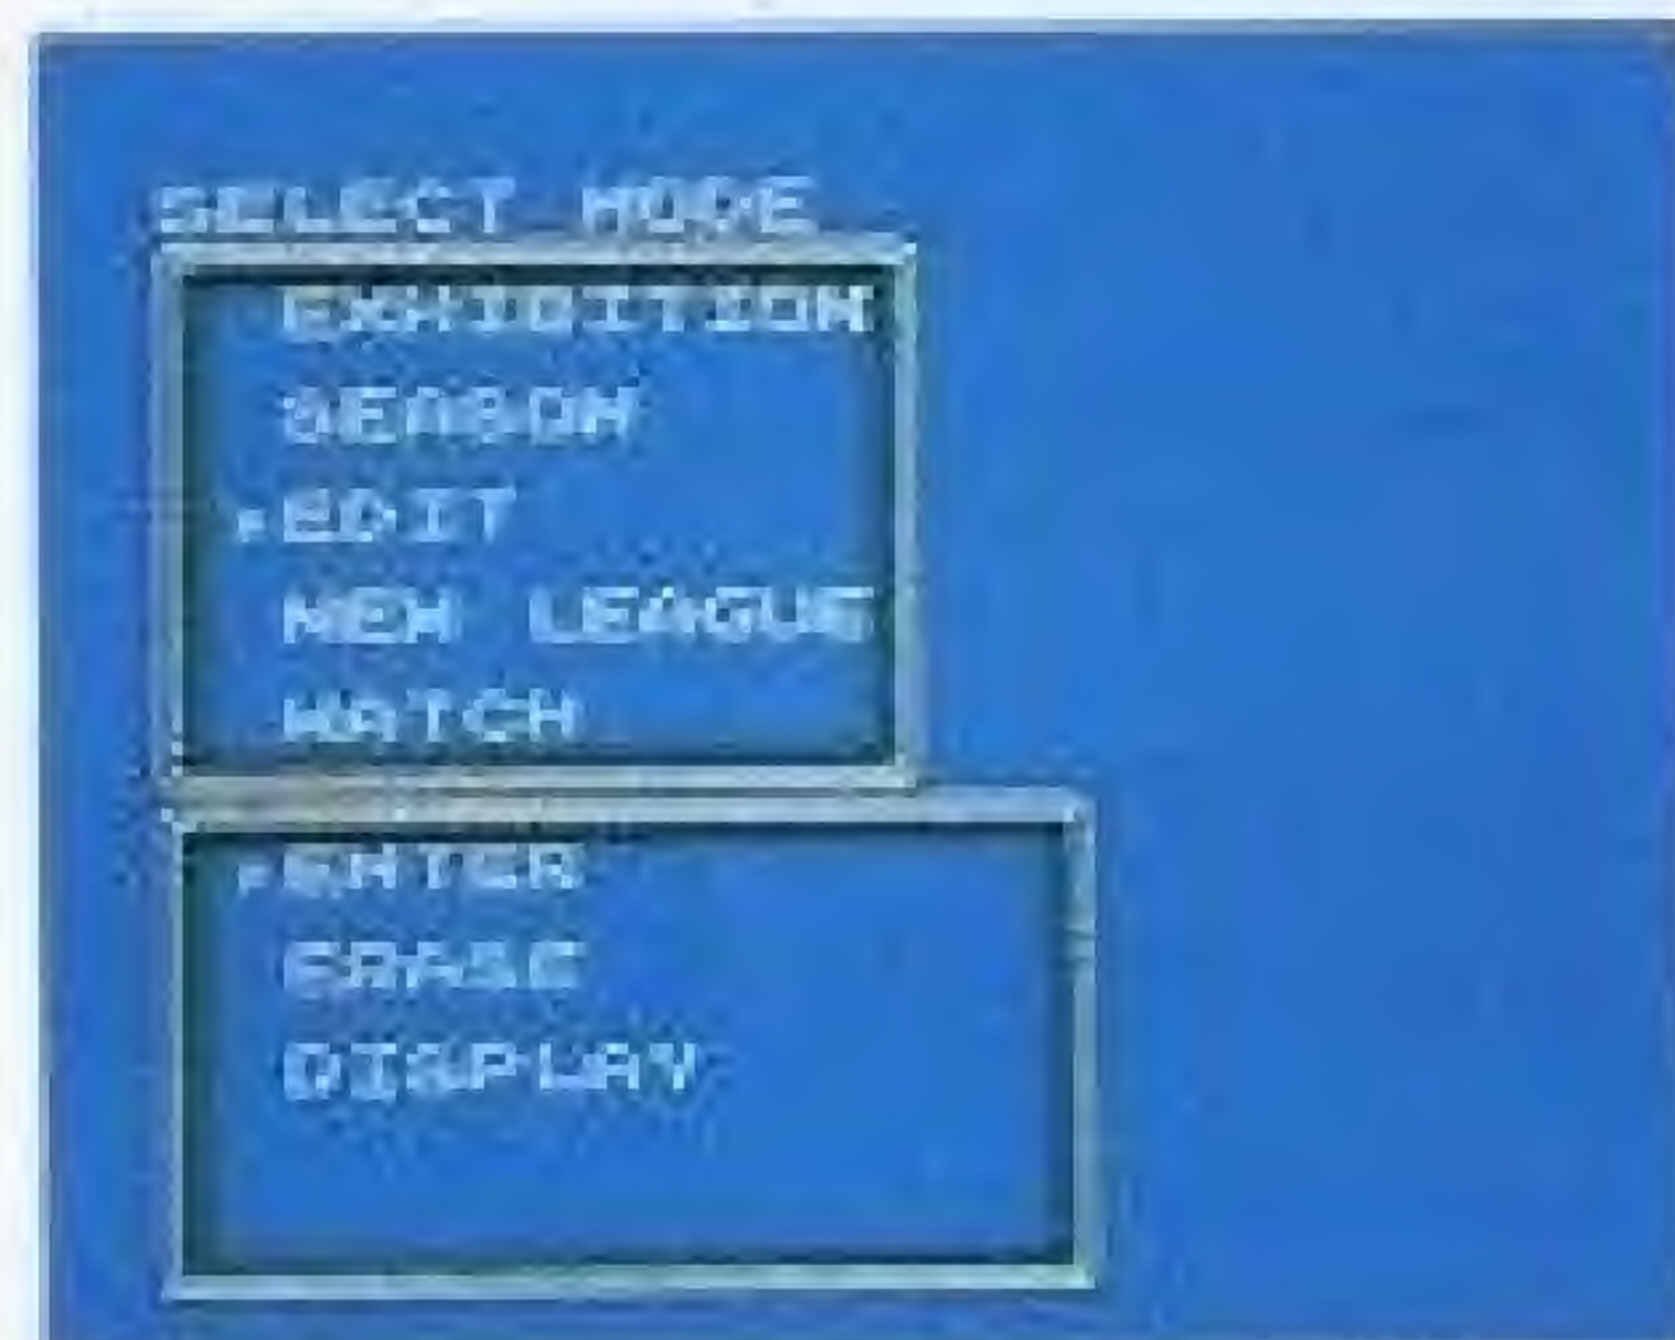 SELECT MODE
EXHIBITION
SEASON
EDIT
NEW LEAGUE
WATCH
ENTER
ERASE
DISPLAY